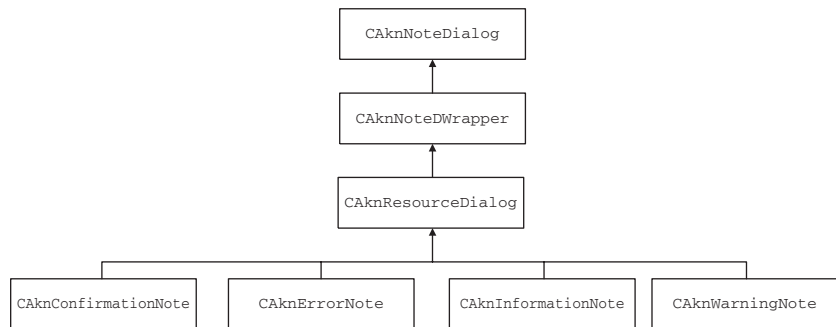 CAknNoteDialog
CAknNoteDWrapper
CAknResourceDialog
CAknConfirmationNote
CAknErrorNote
CAknInformationNote
CAknWarningNote